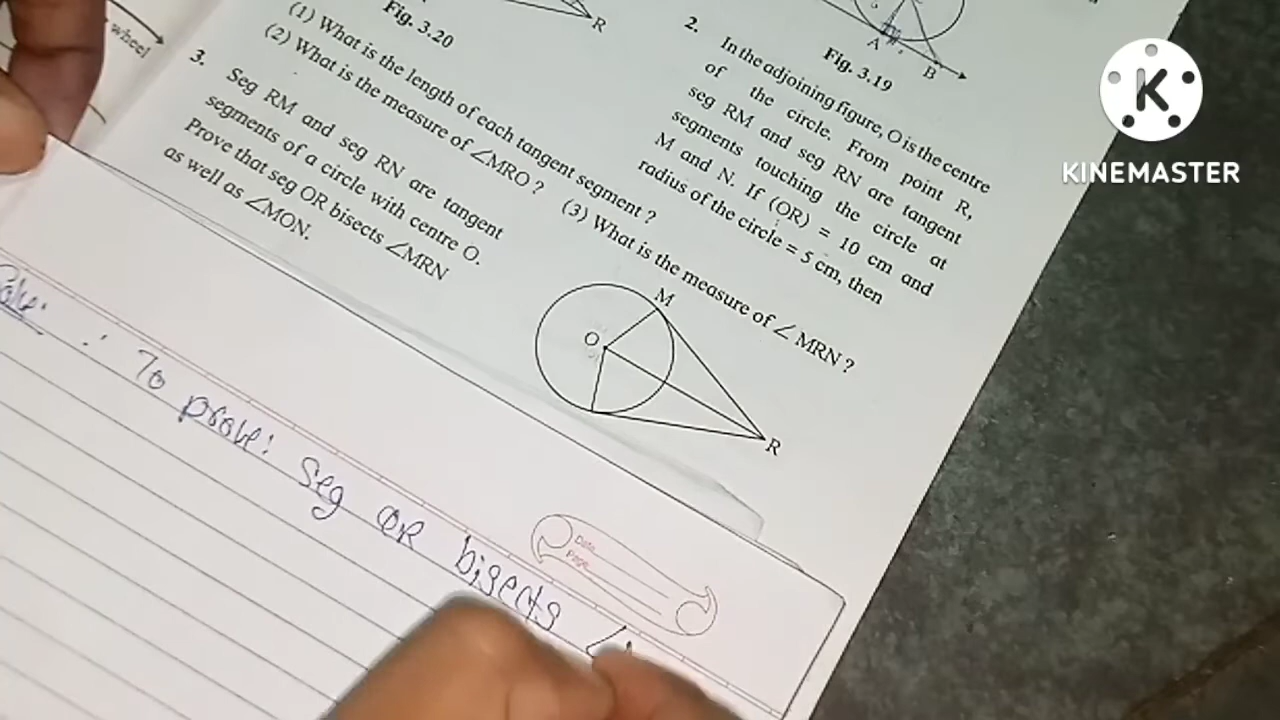 wheel
R
Fig. 3.20
A
B
Fig. 3.19
2. In the adjoining figure, O is the centre
of the circle. From point R,
seg RM and seg RN are tangent
segments touching the circle at
M and N. If (OR) = 10 cm and
radius of the circle = 5 cm, then
(1) What is the length of each tangent segment ?
(2) What is the measure of ∠MRO ?
(3) What is the measure of ∠ MRN ?
3. Seg RM and seg RN are tangent
segments of a circle with centre O.
Prove that seg OR bisects ∠MRN
as well as ∠MON.
M
O
R
To prove: Seg OR bisects ∠
Date
Page
K
KINEMASTER